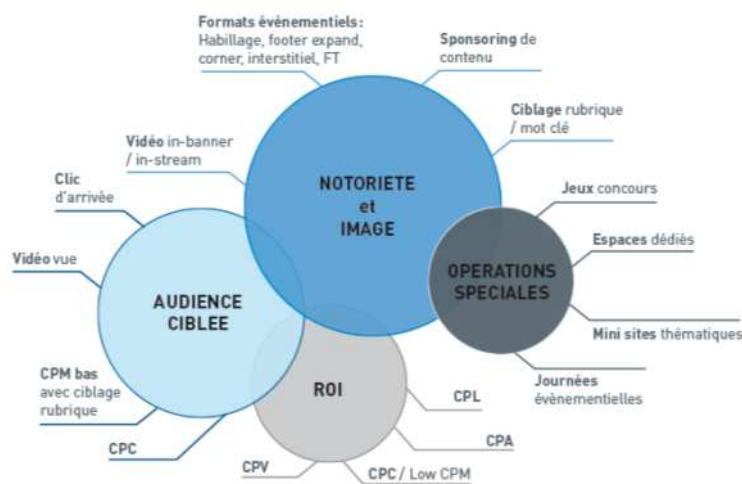 Formats évènementiels:
Habillage, footer expand,
corner, interstitiel, FT
Sponsoring de
contenu
Ciblage rubrique
/ mot clé
Vidéo in-banner
/ in-stream
NOTORIETE
et
IMAGE
Clic
d'arrivée
Jeux concours
Vidéo vue
Espaces dédiés
OPERATIONS
SPECIALES
AUDIENCE
CIBLEE
Mini sites thématiques
CPM bas
avec ciblage
rubrique
ROI
Journées
évènementielles
CPL
CPC
CPA
CPV
CPC / Low CPM